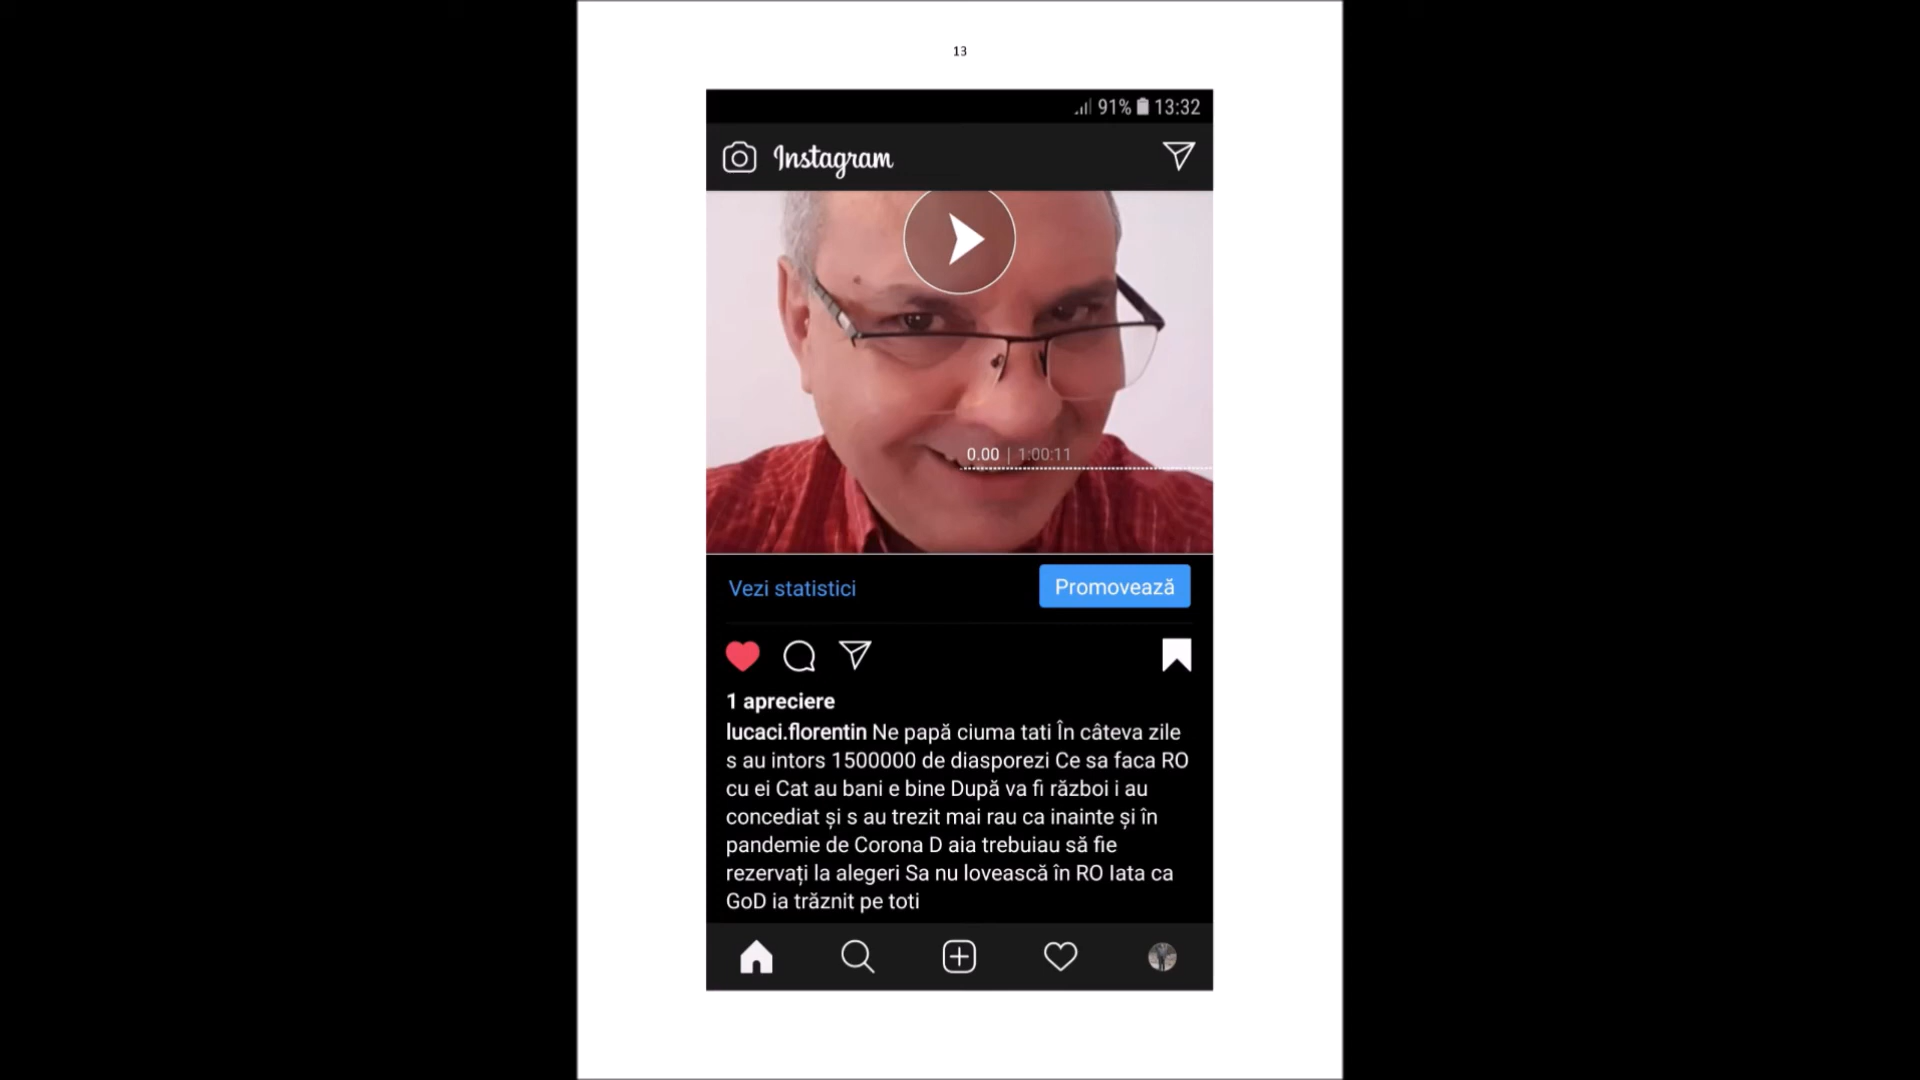 13
91% 13:32
Instagram
0.00 | 1:00:11
Vezi statistici
Promovează
1 apreciere
lucaci.florentin Ne papă ciuma tati În câteva zile
s au intors 1500000 de diasporezi Ce sa faca RO
cu ei Cat au bani e bine După va fi război i au
concediat și s au trezit mai rau ca inainte și în
pandemie de Corona D aia trebuiau să fie
rezervați la alegeri Sa nu lovească în RO Iata ca
GoD ia trăznit pe toti